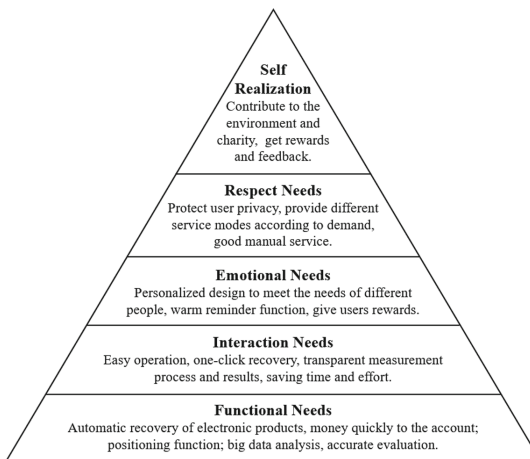 Self
Realization
Contribute to the
environment and
charity, get rewards
and feedback.
Respect Needs
Protect user privacy, provide different
service modes according to demand,
good manual service.
Emotional Needs
Personalized design to meet the needs of different
people, warm reminder function, give users rewards.
Interaction Needs
Easy operation, one-click recovery, transparent measurement
process and results, saving time and effort.
Functional Needs
Automatic recovery of electronic products, money quickly to the account;
positioning function; big data analysis, accurate evaluation.